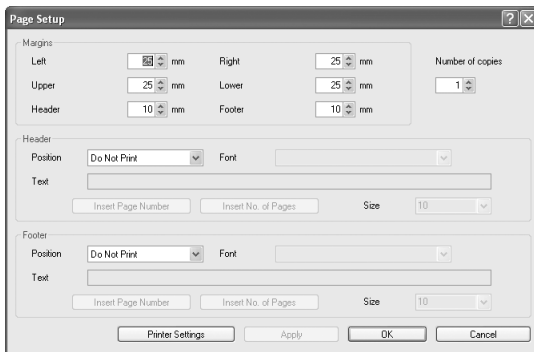 Page Setup
Margins
Left 25 mm Right 25 mm Number of copies
Upper 25 mm Lower 25 mm 1
Header 10 mm Footer 10 mm
Header
Position Do Not Print Font
Text
Insert Page Number Insert No. of Pages Size 10
Footer
Position Do Not Print Font
Text
Insert Page Number Insert No. of Pages Size 10
Printer Settings Apply OK Cancel